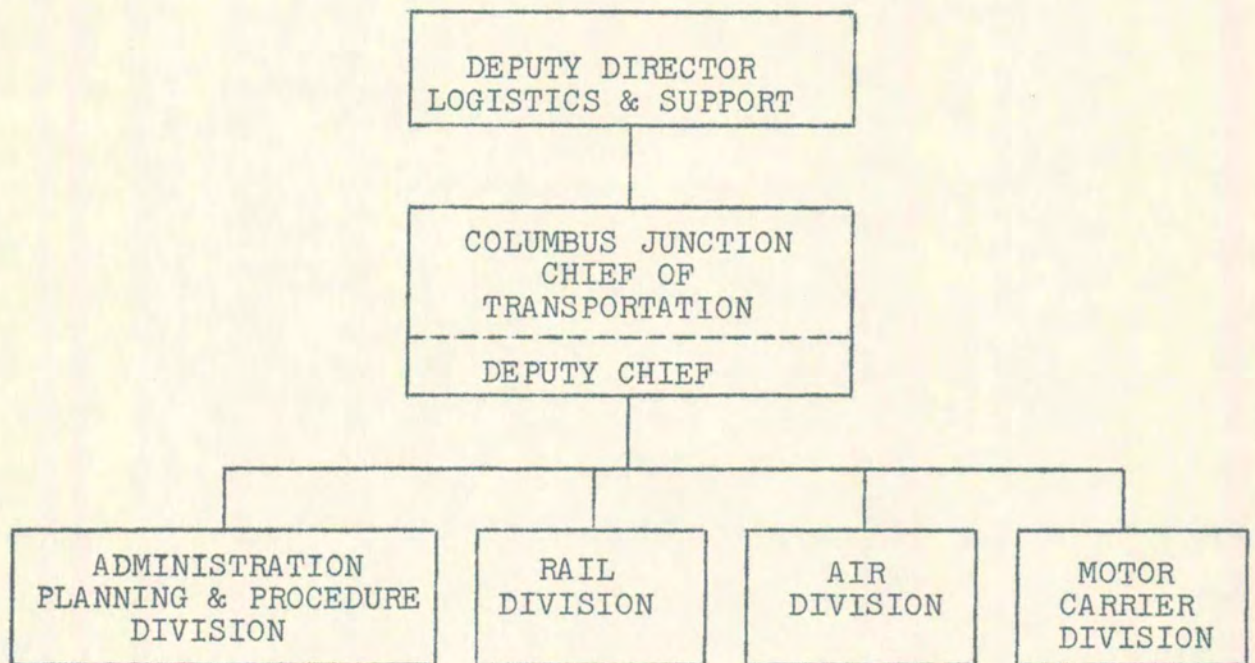 DEPUTY DIRECTOR
LOGISTICS & SUPPORT
COLUMBUS JUNCTION
CHIEF OF
TRANSPORTATION
DEPUTY CHIEF
ADMINISTRATION
PLANNING & PROCEDURE
DIVISION
RAIL
DIVISION
AIR
DIVISION
MOTOR
CARRIER
DIVISION